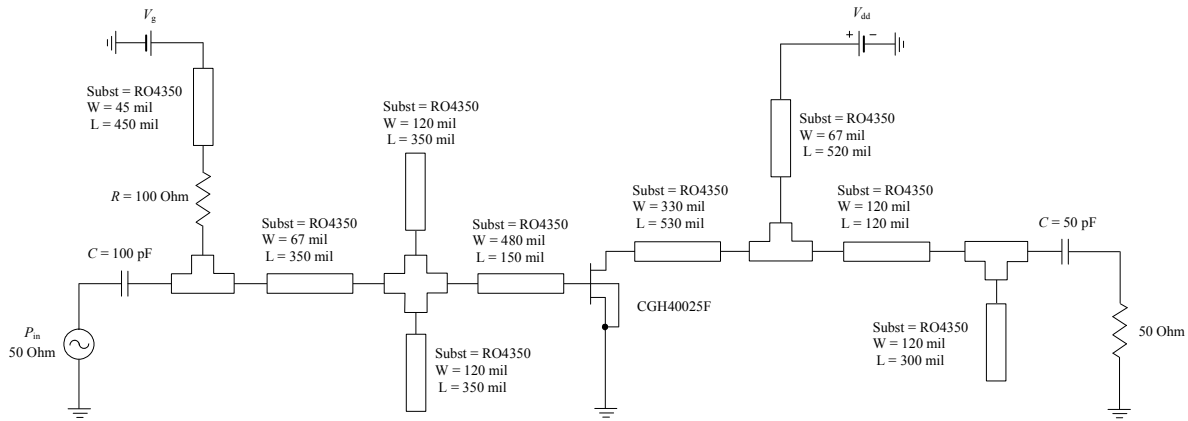 V_g
Subst = RO4350
W = 45 mil
L = 450 mil
R = 100 Ohm
C = 100 pF
P_in
50 Ohm
Subst = RO4350
W = 67 mil
L = 350 mil
Subst = RO4350
W = 120 mil
L = 350 mil
Subst = RO4350
W = 120 mil
L = 350 mil
Subst = RO4350
W = 480 mil
L = 150 mil
CGH40025F
Subst = RO4350
W = 330 mil
L = 530 mil
V_dd
+ −
Subst = RO4350
W = 67 mil
L = 520 mil
Subst = RO4350
W = 120 mil
L = 120 mil
Subst = RO4350
W = 120 mil
L = 300 mil
C = 50 pF
50 Ohm